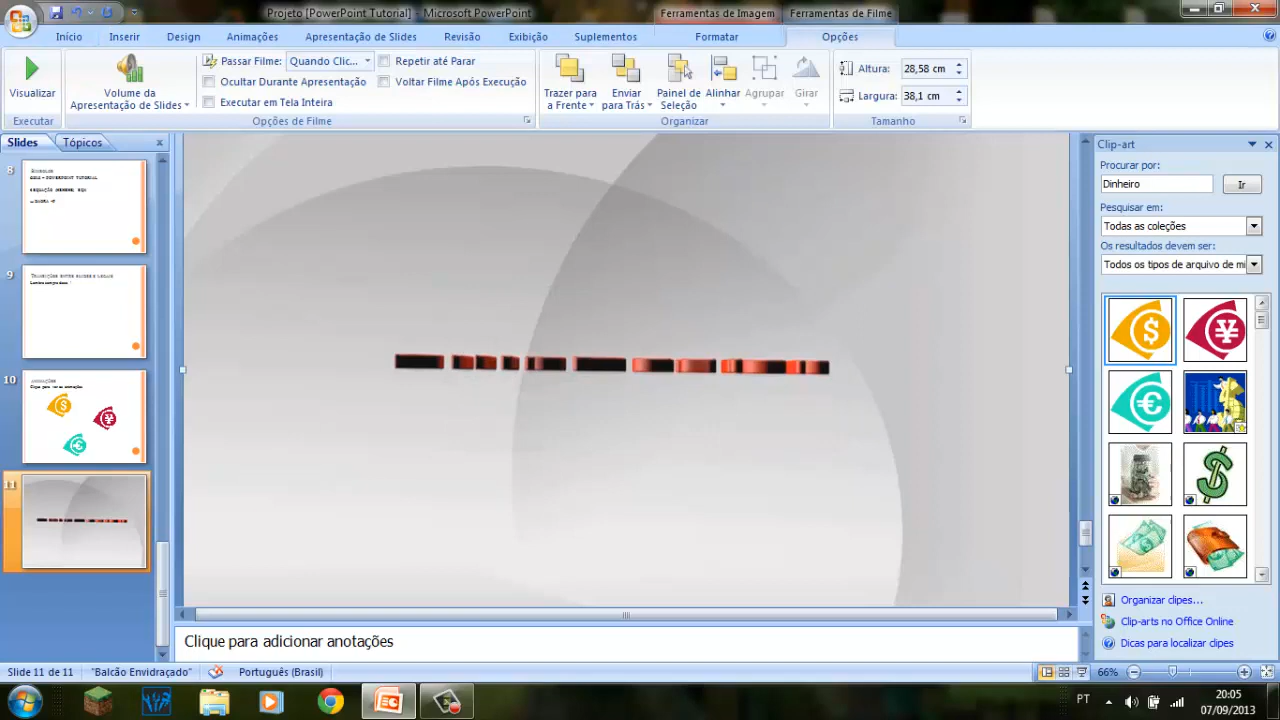 Projeto [PowerPoint Tutorial] - Microsoft PowerPoint
Ferramentas de Imagem
Ferramentas de Filme
Início
Inserir
Design
Animações
Apresentação de Slides
Revisão
Exibição
Suplementos
Formatar
Opções
Visualizar
Executar
Volume da
Apresentação de Slides
Passar Filme: Quando Clic...
Ocultar Durante Apresentação
Executar em Tela Inteira
Repetir até Parar
Voltar Filme Após Execução
Opções de Filme
Trazer para
a Frente
Enviar
para Trás
Painel de
Seleção
Alinhar
Agrupar
Girar
Organizar
Altura: 28,58 cm
Largura: 38,1 cm
Tamanho
Slides
Tópicos
8
9
10
11
Clip-art
Procurar por:
Dinheiro
Ir
Pesquisar em:
Todas as coleções
Os resultados devem ser:
Todos os tipos de arquivo de mi
Organizar clipes...
Clip-arts no Office Online
Dicas para localizar clipes
Clique para adicionar anotações
Slide 11 de 11
"Balcão Envidraçado"
Português (Brasil)
66%
PT
20:05
07/09/2013